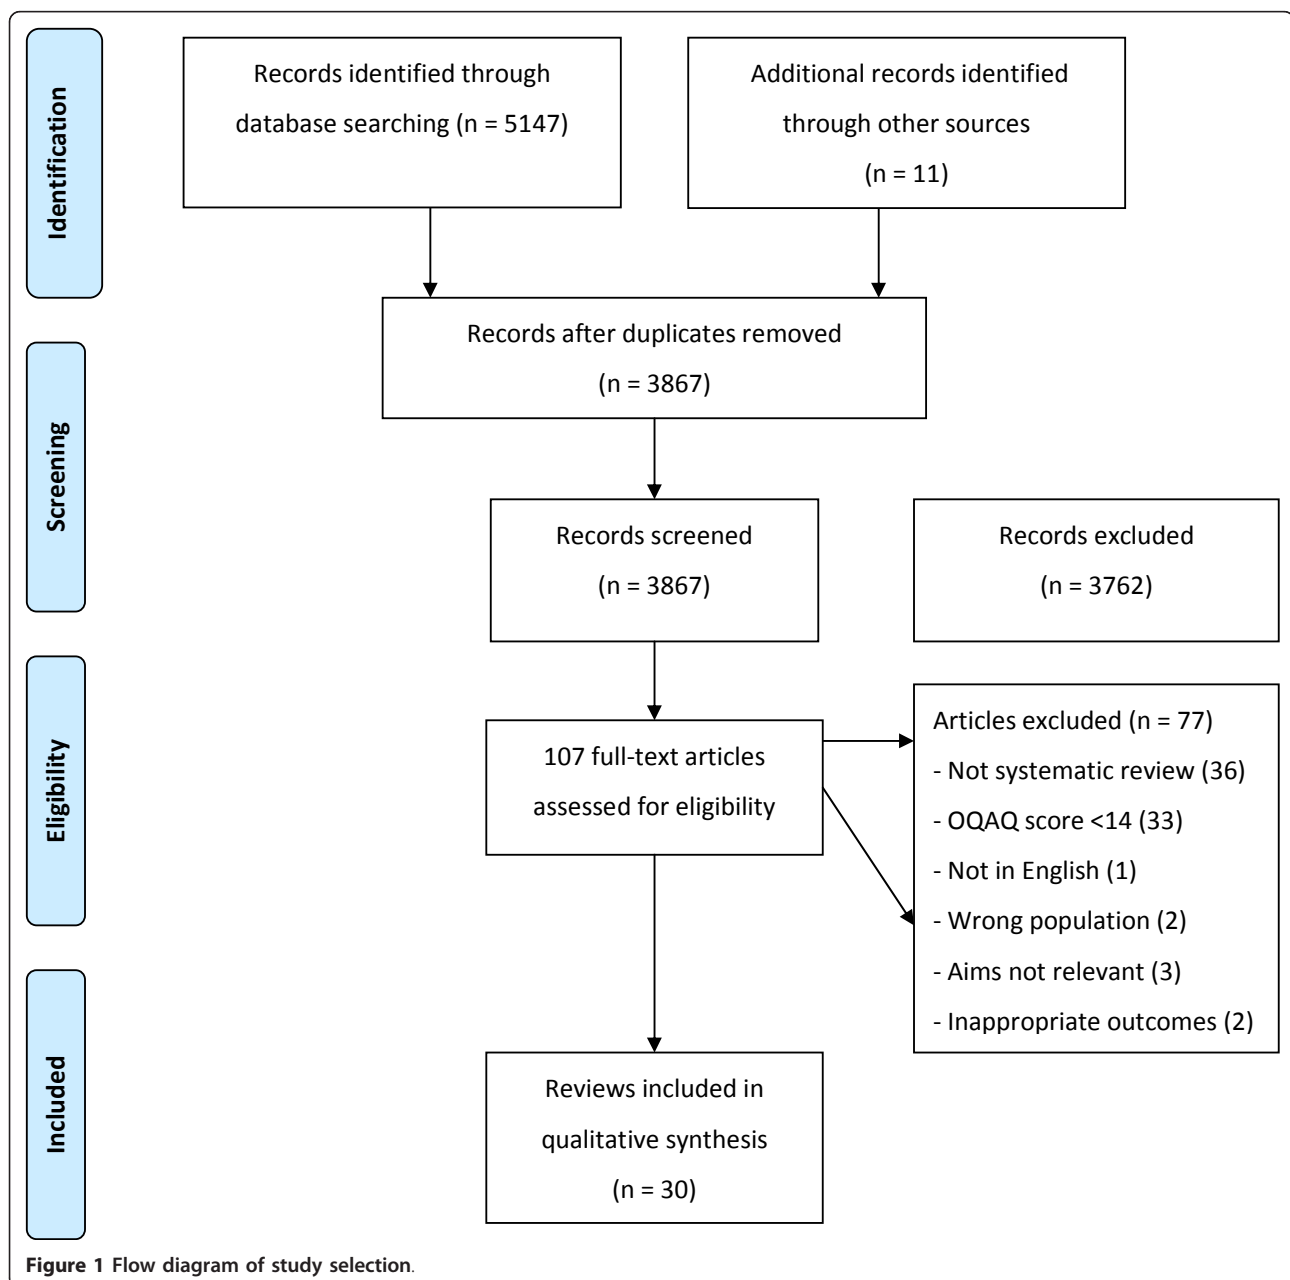 Identification
Records identified through
database searching (n = 5147)
Additional records identified
through other sources
(n = 11)
Records after duplicates removed
(n = 3867)
Screening
Records screened
(n = 3867)
Records excluded
(n = 3762)
Eligibility
107 full-text articles
assessed for eligibility
Articles excluded (n = 77)
- Not systematic review (36)
- OQAQ score <14 (33)
- Not in English (1)
- Wrong population (2)
- Aims not relevant (3)
- Inappropriate outcomes (2)
Included
Reviews included in
qualitative synthesis
(n = 30)
Figure 1 Flow diagram of study selection.